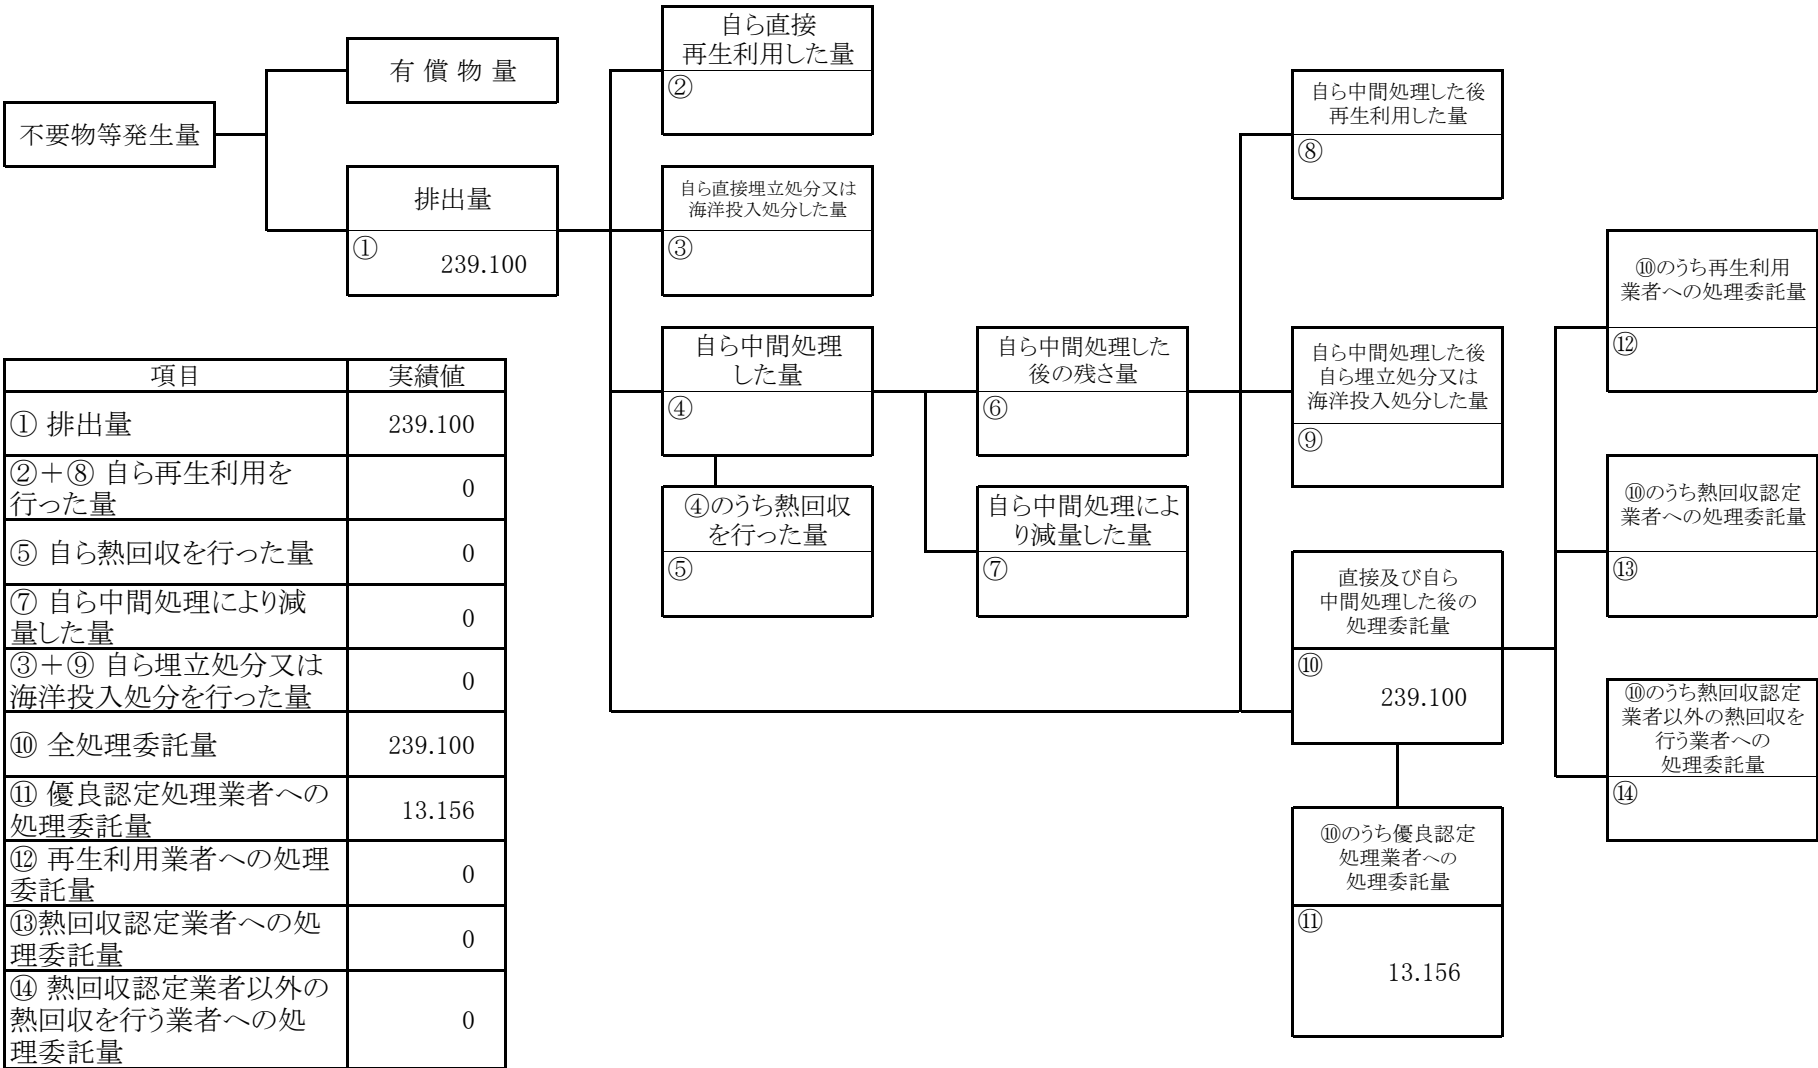 不要物等発生量
有 償 物 量
排出量
①
239.100
自ら直接
再生利用した量
②
自ら直接埋立処分又は
海洋投入処分した量
③
自ら中間処理
した量
④
④のうち熱回収
を行った量
⑤
自ら中間処理した
後の残さ量
⑥
自ら中間処理によ
り減量した量
⑦
自ら中間処理した後
再生利用した量
⑧
自ら中間処理した後
自ら埋立処分又は
海洋投入処分した量
⑨
直接及び自ら
中間処理した後の
処理委託量
⑩
239.100
⑩のうち優良認定
処理業者への
処理委託量
⑪
13.156
⑩のうち再生利用
業者への処理委託量
⑫
⑩のうち熱回収認定
業者への処理委託量
⑬
⑩のうち熱回収認定
業者以外の熱回収を
行う業者への
処理委託量
⑭
項目 実績値
① 排出量 239.100
②＋⑧ 自ら再生利用を
行った量 0
⑤ 自ら熱回収を行った量 0
⑦ 自ら中間処理により減
量した量 0
③＋⑨ 自ら埋立処分又は
海洋投入処分を行った量 0
⑩ 全処理委託量 239.100
⑪ 優良認定処理業者への
処理委託量 13.156
⑫ 再生利用業者への処理
委託量 0
⑬熱回収認定業者への処
理委託量 0
⑭ 熱回収認定業者以外の
熱回収を行う業者への処
理委託量 0